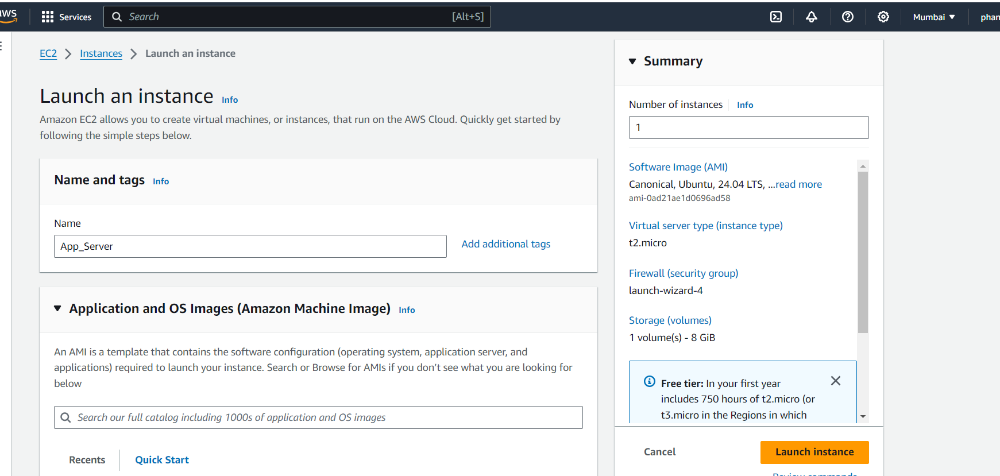 aws
Services
Search
[Alt+S]
Mumbai
EC2
Instances
Launch an instance
Launch an instance Info
Amazon EC2 allows you to create virtual machines, or instances, that run on the AWS Cloud. Quickly get started by
following the simple steps below.
Name and tags Info
Name
App_Server
Add additional tags
Application and OS Images (Amazon Machine Image) Info
An AMI is a template that contains the software configuration (operating system, application server, and
applications) required to launch your instance. Search or Browse for AMIs if you don’t see what you are looking for
below
Search our full catalog including 1000s of application and OS images
Recents
Quick Start
Summary
Number of instances Info
1
Software Image (AMI)
Canonical, Ubuntu, 24.04 LTS, ...read more
ami-0ad21ae1d0696ad58
Virtual server type (instance type)
t2.micro
Firewall (security group)
launch-wizard-4
Storage (volumes)
1 volume(s) - 8 GiB
Free tier: In your first year
includes 750 hours of t2.micro (or
t3.micro in the Regions in which
Cancel
Launch instance